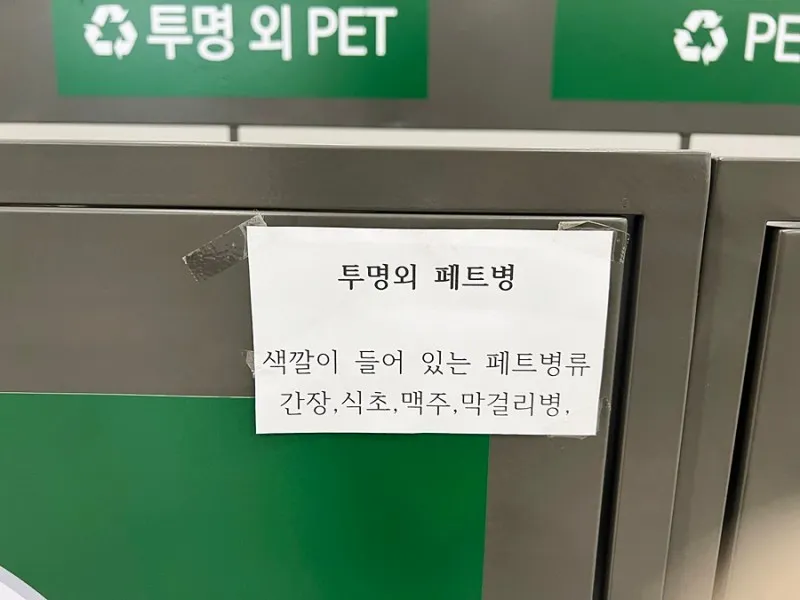 투명 외 PET
PE
투명외 페트병
색깔이 들어 있는 페트병류
간장,식초,맥주,막걸리병,